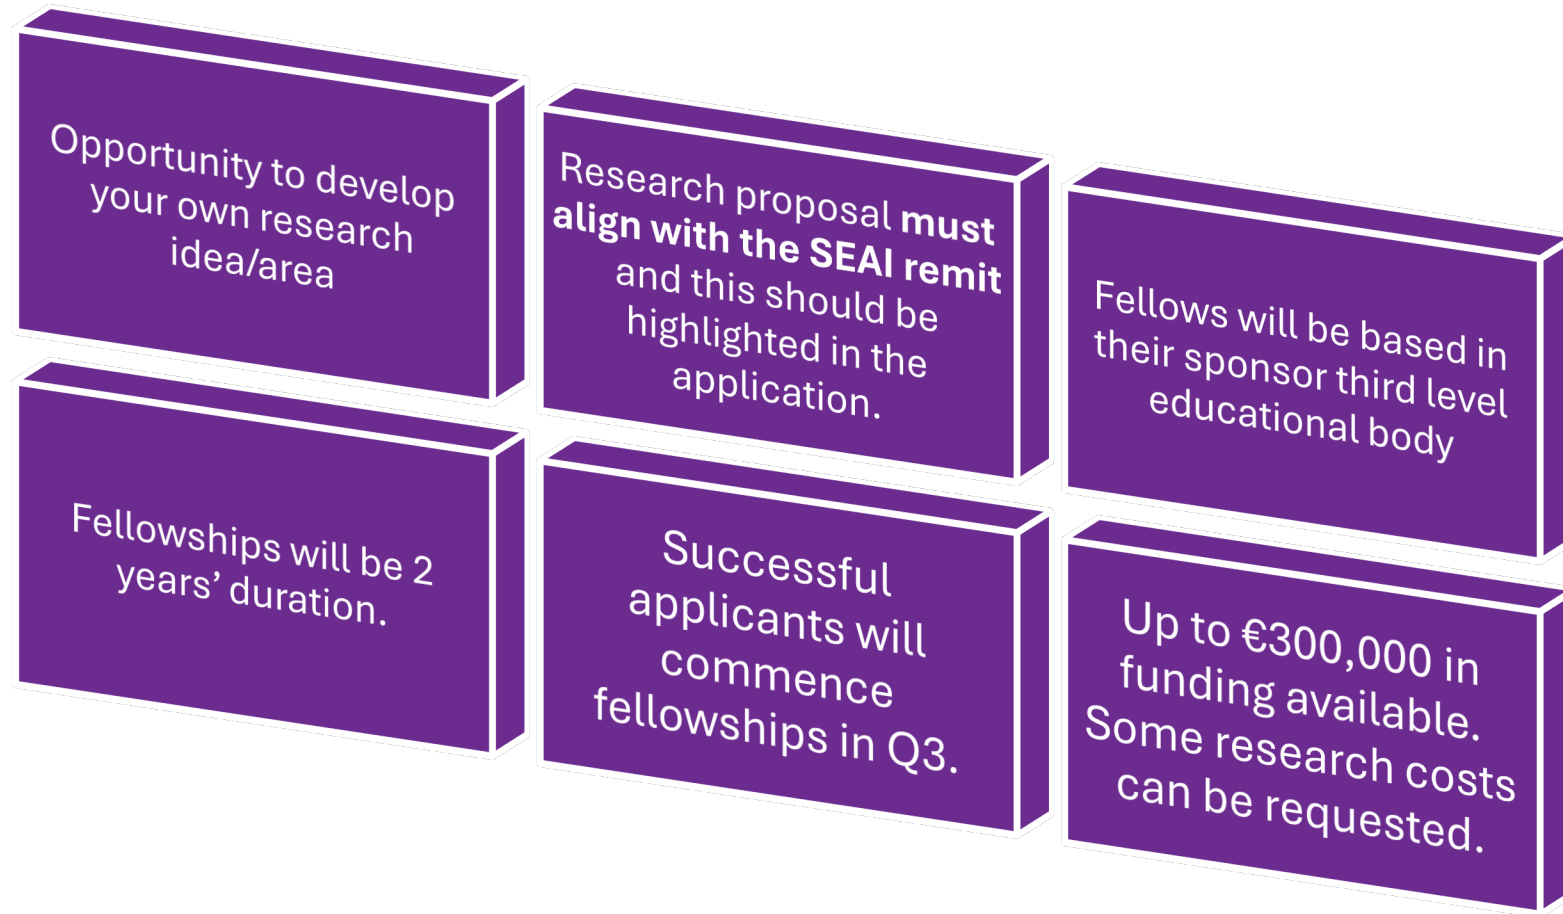 Opportunity to develop
your own research
idea/area
Research proposal must
align with the SEAI remit
and this should be
highlighted in the
application.
Fellows will be based in
their sponsor third level
educational body
Fellowships will be 2
years’ duration.
Successful
applicants will
commence
fellowships in Q3.
Up to €300,000 in
funding available.
Some research costs
can be requested.